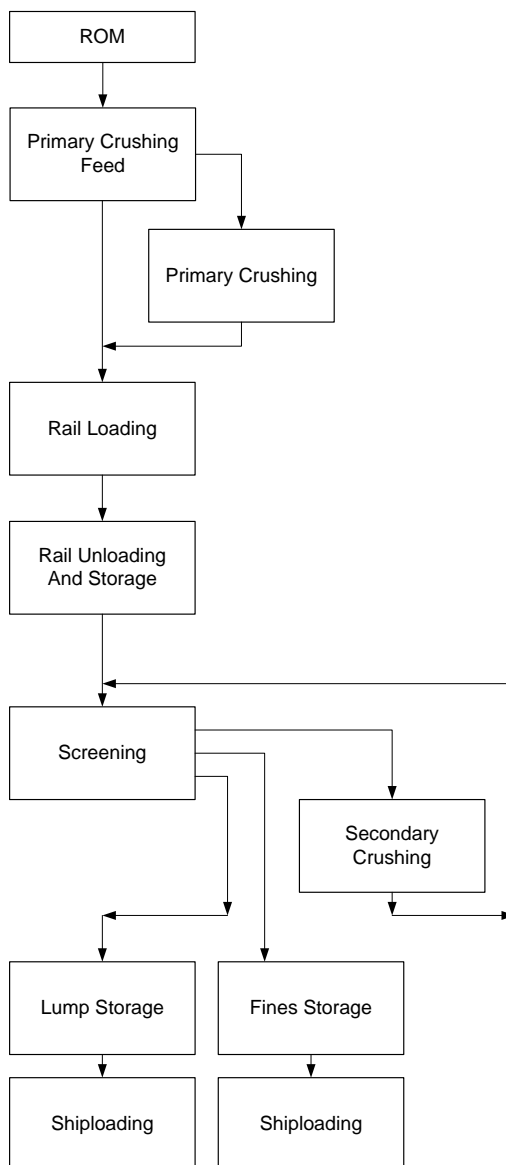 ROM
Primary Crushing
Feed
Primary Crushing
Rail Loading
Rail Unloading
And Storage
Screening
Secondary
Crushing
Lump Storage
Fines Storage
Shiploading
Shiploading